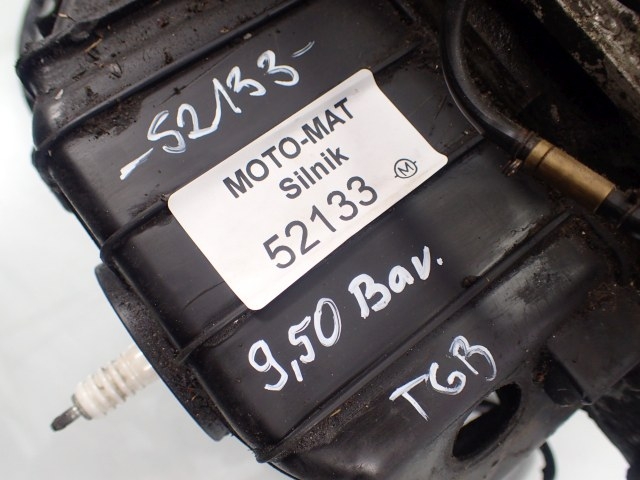 -52133-
MOTO-MAT
Silnik
52133
M
9,50 Bav.
TGB